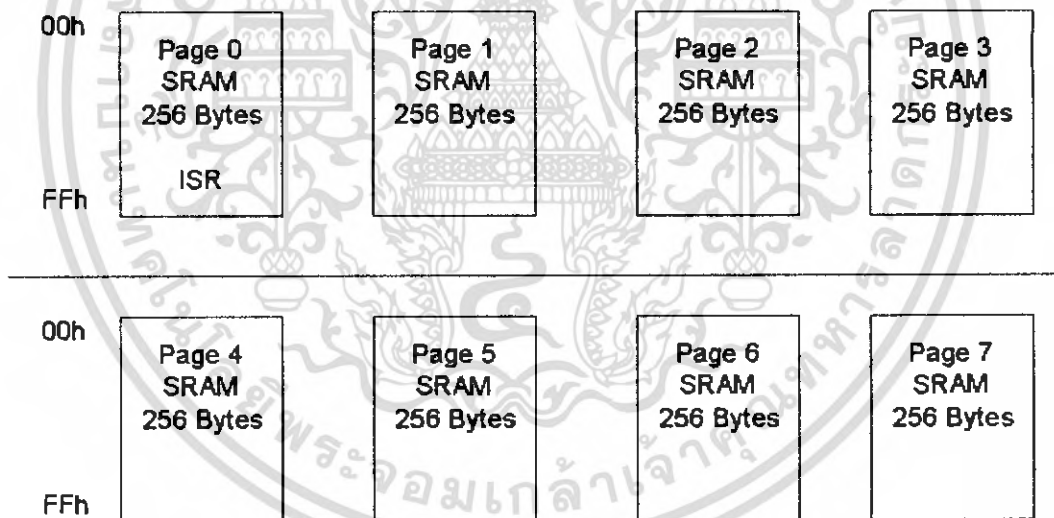 00h
Page 0
SRAM
256 Bytes
ISR
FFh
Page 1
SRAM
256 Bytes
Page 2
SRAM
256 Bytes
Page 3
SRAM
256 Bytes
00h
Page 4
SRAM
256 Bytes
FFh
Page 5
SRAM
256 Bytes
Page 6
SRAM
256 Bytes
Page 7
SRAM
256 Bytes